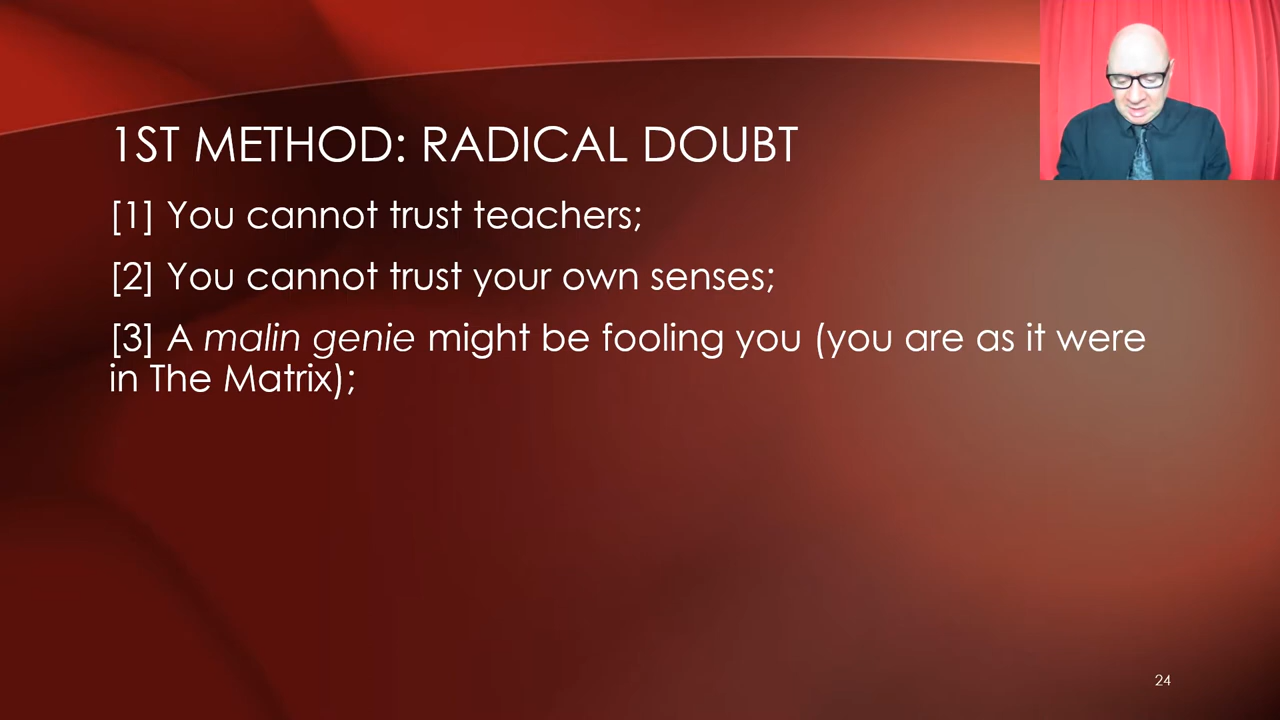 1ST METHOD: RADICAL DOUBT
[1] You cannot trust teachers;
[2] You cannot trust your own senses;
[3] A malin genie might be fooling you (you are as it were
in The Matrix);
24